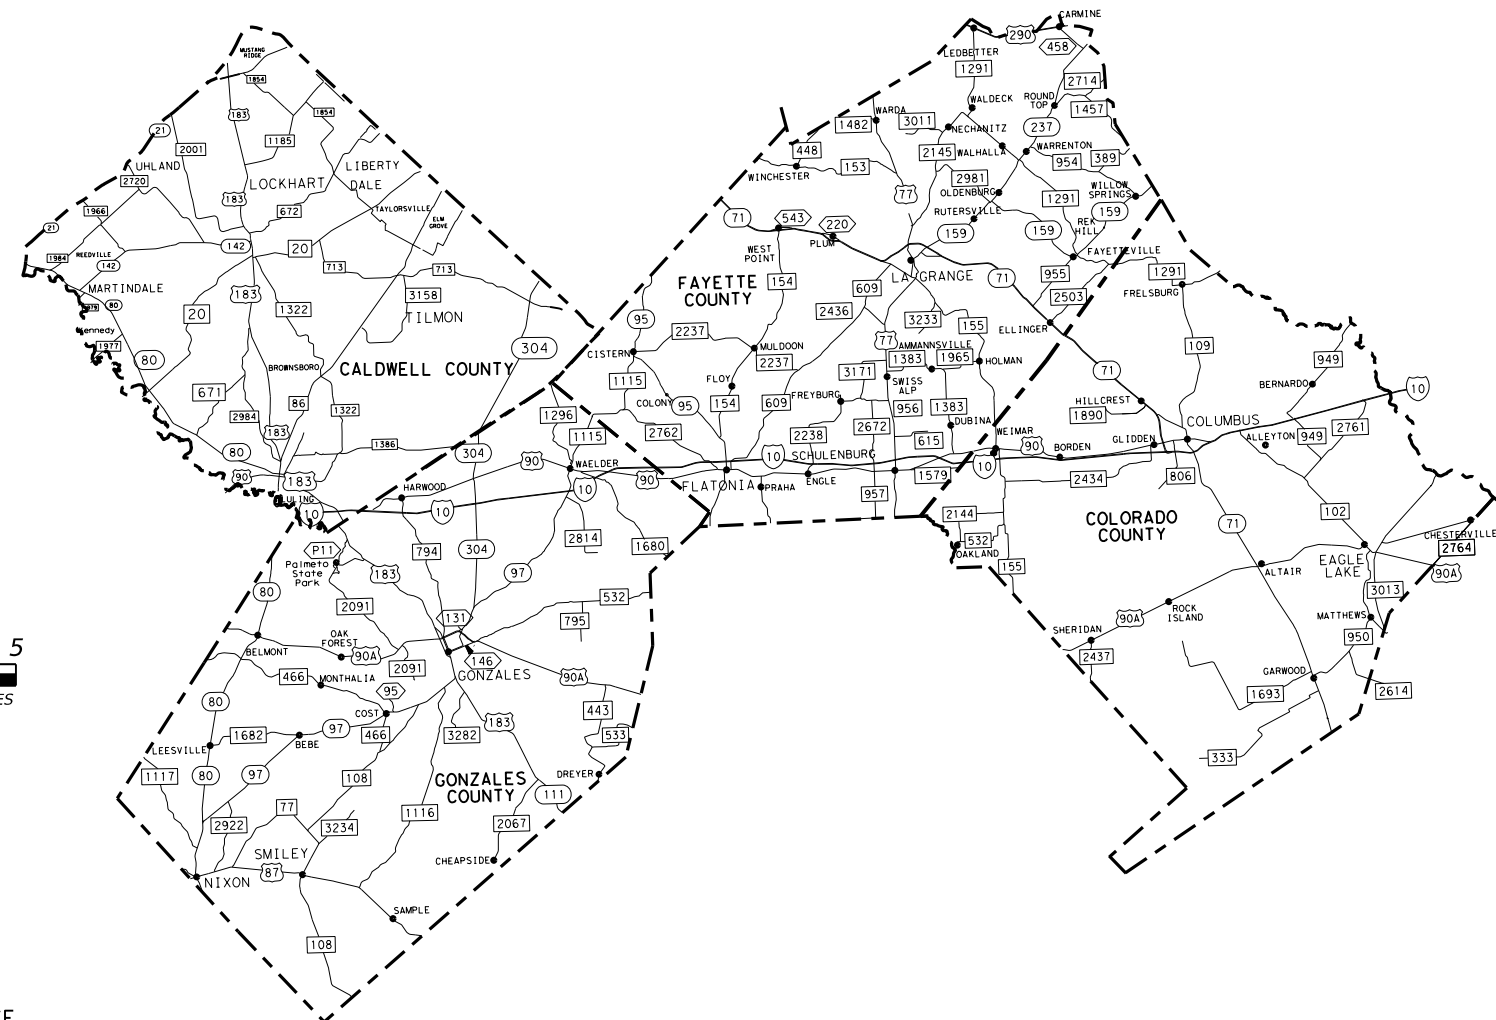 CARMINE
290
458
LEDBETTER
1291
MUSTANG
RIDGE
1854
2714
WALDECK
ROUND
TOP
1457
183
1854
WARDA
1482
3011
NECHANITZ
237
21
2001
1185
448
153
2145
WALHALLA
WARRENTON
954
389
UHLAND
LIBERTY
2720
LOCKHART
DALE
WINCHESTER
77
2981
OLDENBURG
WILLOW
SPRINGS
183
672
TAYLORSVILLE
ELM
GROVE
71
543
220
RUTERSVILLE
1291
159
1966
21
PLUM
159
159
REK
HILL
142
20
WEST
POINT
FAYETTEVILLE
REEDVILLE
1984
142
713
713
154
LA GRANGE
71
955
1291
FRELSBURG
MARTINDALE
183
3158
FAYETTE
COUNTY
609
2503
80
1322
TILMON
2436
3233
155
ELLINGER
20
95
2237
77
Kennedy
1977
304
CISTERN
MULDOON
2237
AMMANNSVILLE
1383
1965
HOLMAN
109
949
80
BROWNSBORO
CALDWELL COUNTY
1115
FLOY
3171
SWISS
ALP
71
BERNARDO
10
671
86
1322
COLONY
95
154
609
FREYBURG
956
1383
HILLCREST
1890
2984
183
1296
2762
2238
2672
DUBINA
WEIMAR
COLUMBUS
2761
80
1386
1115
615
90
BORDEN
GLIDDEN
ALLEYTON
949
304
WAELDER
90
10
SCHULENBURG
10
90
183
HARWOOD
10
90
FLATONIA
PRAHA
ENGLE
1579
2434
806
LULING
10
10
957
2144
COLORADO
COUNTY
71
102
P11
794
304
2814
1680
532
OAKLAND
155
CHESTERVILLE
2764
Palmeto
State
Park
183
97
EAGLE
LAKE
90A
ALTAIR
80
2091
532
3013
131
795
90A
ROCK
ISLAND
5
OAK
FOREST
SHERIDAN
MATTHEWS
950
BELMONT
90A
2091
146
2437
466
MONTHALIA
GONZALES
90A
GARWOOD
2614
ES
80
95
1693
COST
443
1682
97
466
3282
183
533
LEESVILLE
BEBE
333
1117
80
97
108
GONZALES
COUNTY
DREYER
111
77
1116
2922
3234
2067
SMILEY
CHEAPSIDE
87
NIXON
SAMPLE
108